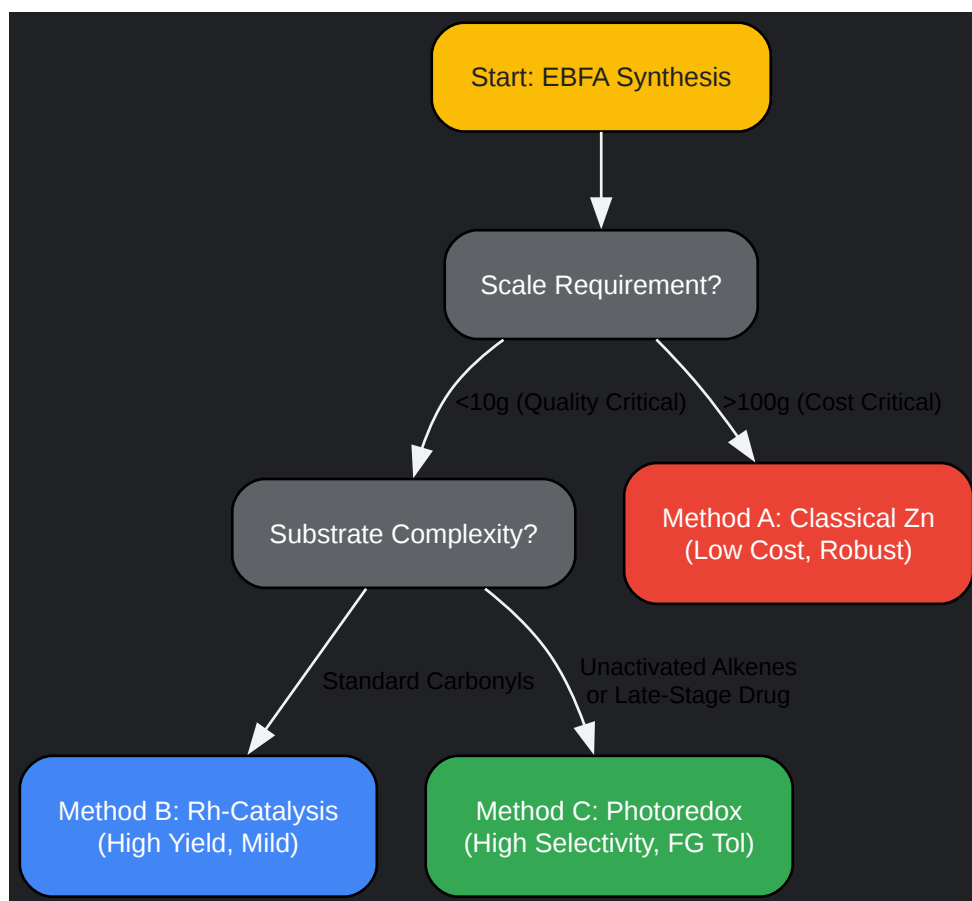 Start: EBFA Synthesis
Scale Requirement?
<10g (Quality Critical)
>100g (Cost Critical)
Substrate Complexity?
Method A: Classical Zn
(Low Cost, Robust)
Standard Carbonyls
Unactivated Alkenes
or Late-Stage Drug
Method B: Rh-Catalysis
(High Yield, Mild)
Method C: Photoredox
(High Selectivity, FG Tol)